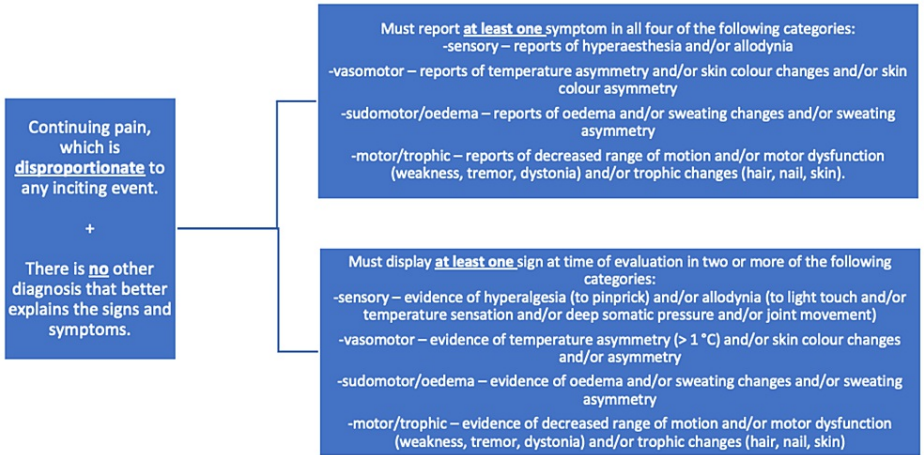 Continuing pain,
which is
disproportionate to
any inciting event.
+
There is no other
diagnosis that better
explains the signs and
symptoms.
Must report at least one symptom in all four of the following
categories:
-sensory – reports of hyperaesthesia and/or allodynia
-vasomotor – reports of temperature asymmetry and/or skin colour changes and/or skin
colour asymmetry
-sudomotor/oedema – reports of oedema and/or sweating changes and/or sweating
asymmetry
-motor/trophic – reports of decreased range of motion and/or motor dysfunction
(weakness, tremor, dystonia) and/or trophic changes (hair, nail, skin).
Must display at least one sign at time of evaluation in two or more of the following
categories:
-sensory – evidence of hyperalgesia (to pinprick) and/or allodynia (to light touch and/or
temperature sensation and/or deep somatic pressure and/or joint movement)
-vasomotor – evidence of temperature asymmetry (> 1 °C) and/or skin colour changes
and/or asymmetry
-sudomotor/oedema – evidence of oedema and/or sweating changes and/or sweating
asymmetry
-motor/trophic – evidence of decreased range of motion and/or motor dysfunction
(weakness, tremor, dystonia) and/or trophic changes (hair, nail, skin)